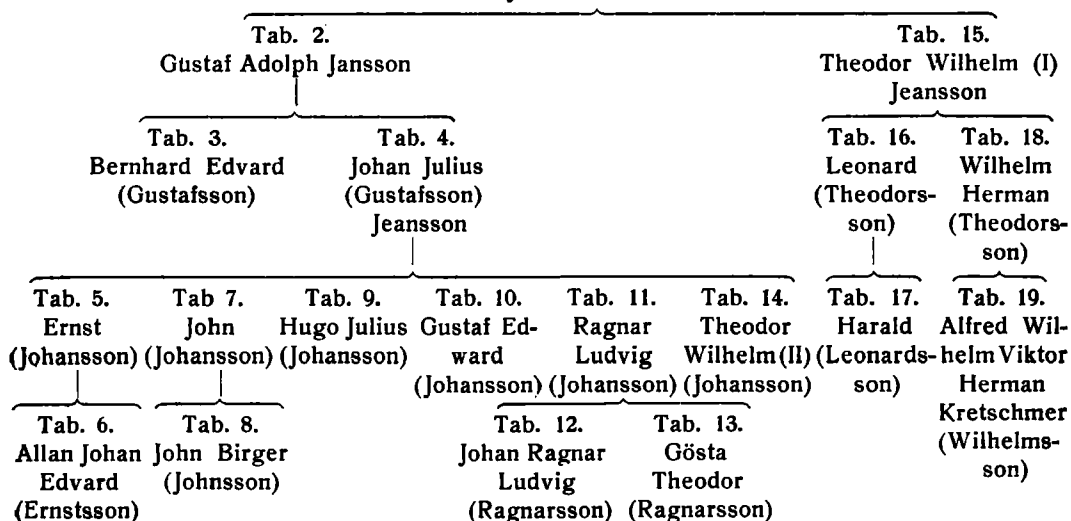 Tab. 2.
Gustaf Adolph Jansson
Tab. 15.
Theodor Wilhelm (I)
Jeansson
Tab. 3.
Bernhard Edvard
(Gustafsson)
Tab. 4.
Johan Julius
(Gustafsson)
Jeansson
Tab. 16.
Leonard
(Theodors-
son)
Tab. 18.
Wilhelm
Herman
(Theodors-
son)
Tab. 5.
Ernst
(Johansson)
Tab 7.
John
(Johansson)
Tab. 9.
Hugo Julius
(Johansson)
Tab. 10.
Gustaf Ed-
ward
(Johansson)
Tab. 11.
Ragnar
Ludvig
(Johansson)
Tab. 14.
Theodor
Wilhelm (II)
(Johansson)
Tab. 17.
Harald
(Leonards-
son)
Tab. 19.
Alfred Wil-
helm Viktor
Herman
Kretschmer
(Wilhelms-
son)
Tab. 6.
Allan Johan
Edvard
(Ernstsson)
Tab. 8.
John Birger
(Johnsson)
Tab. 12.
Johan Ragnar
Ludvig
(Ragnarsson)
Tab. 13.
Gösta
Theodor
(Ragnarsson)